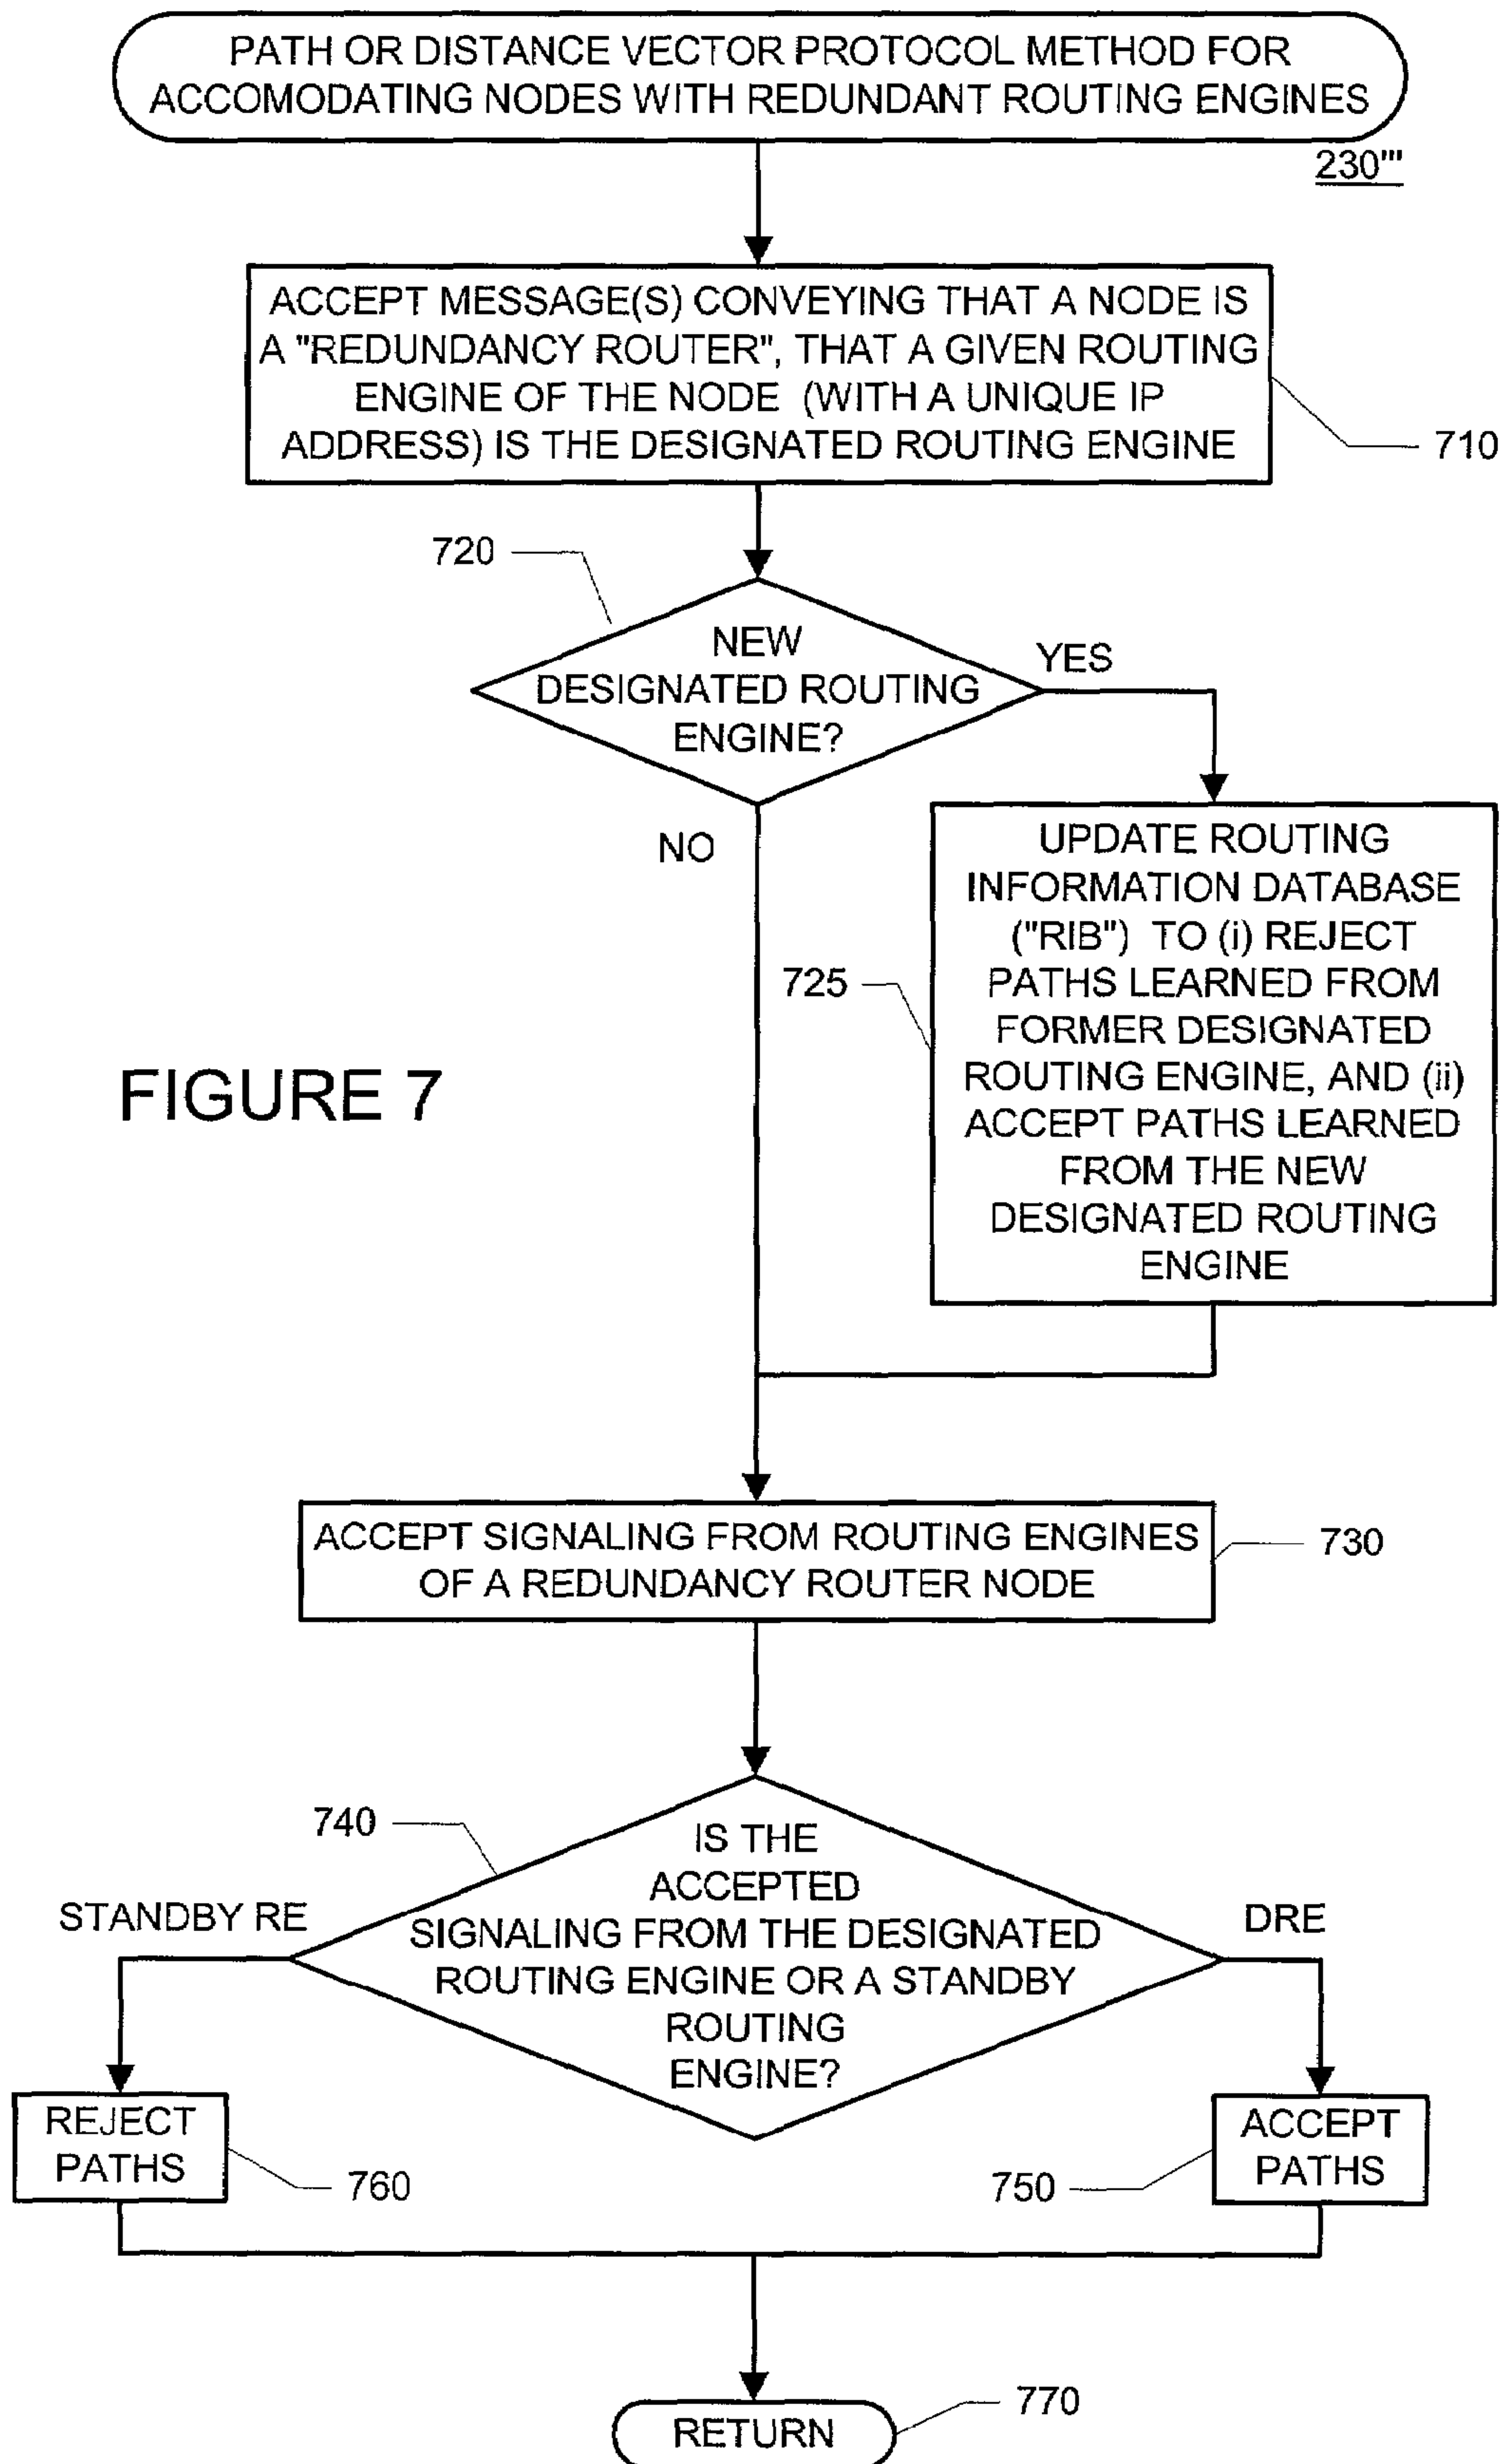 PATH OR DISTANCE VECTOR PROTOCOL METHOD FOR
ACCOMODATING NODES WITH REDUNDANT ROUTING ENGINES
230'''
ACCEPT MESSAGE(S) CONVEYING THAT A NODE IS
A "REDUNDANCY ROUTER", THAT A GIVEN ROUTING
ENGINE OF THE NODE (WITH A UNIQUE IP
ADDRESS) IS THE DESIGNATED ROUTING ENGINE
710
720
NEW
DESIGNATED ROUTING
ENGINE?
YES
NO
UPDATE ROUTING
INFORMATION DATABASE
("RIB") TO (i) REJECT
PATHS LEARNED FROM
FORMER DESIGNATED
ROUTING ENGINE, AND (ii)
ACCEPT PATHS LEARNED
FROM THE NEW
DESIGNATED ROUTING
ENGINE
725
FIGURE 7
ACCEPT SIGNALING FROM ROUTING ENGINES
OF A REDUNDANCY ROUTER NODE
730
740
IS THE
ACCEPTED
SIGNALING FROM THE DESIGNATED
ROUTING ENGINE OR A STANDBY
ROUTING
ENGINE?
STANDBY RE
DRE
REJECT
PATHS
760
ACCEPT
PATHS
750
RETURN
770